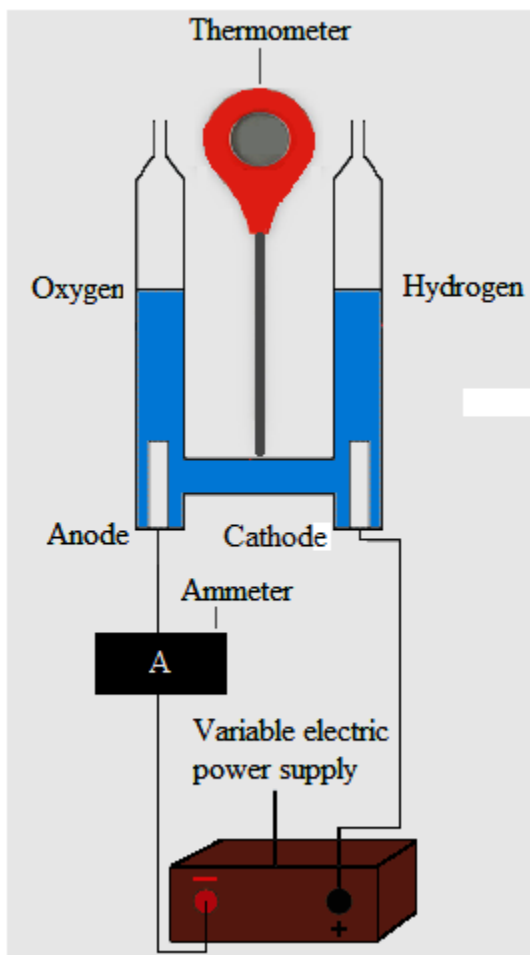 Thermometer
Oxygen
Hydrogen
Anode
Cathode
Ammeter
A
Variable electric
power supply
−
+